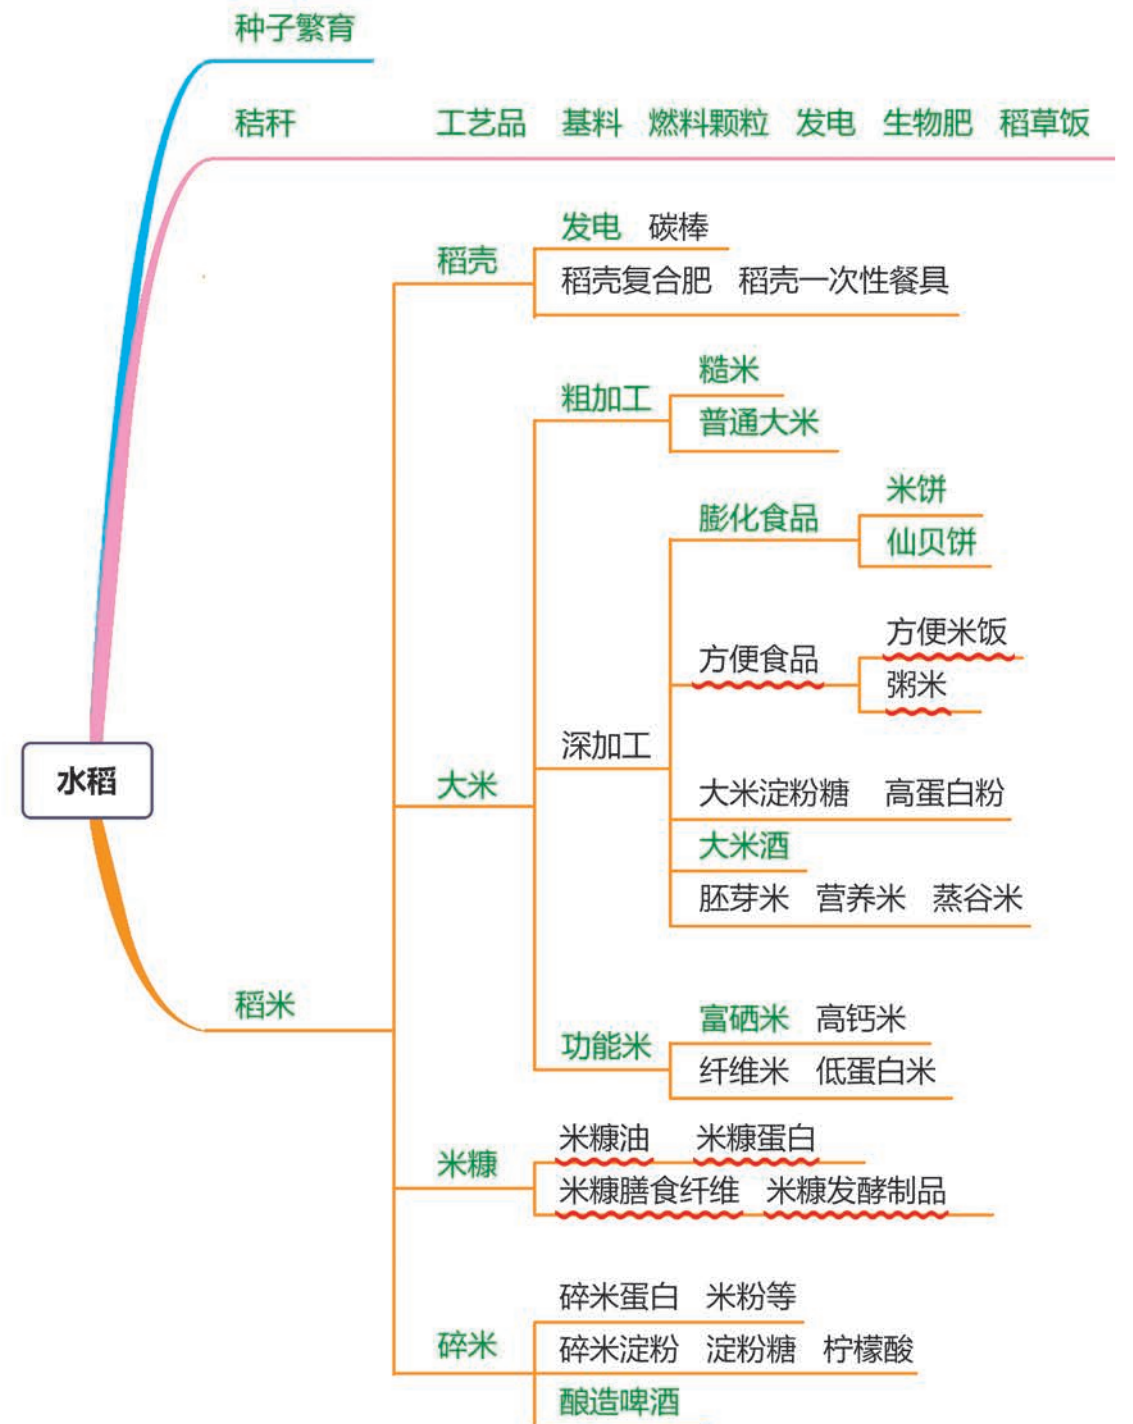 种子繁育
秸秆 工艺品 基料 燃料颗粒 发电 生物肥 稻草饭
发电 碳棒
稻壳
稻壳复合肥 稻壳一次性餐具
糙米
粗加工
普通大米
米饼
膨化食品
仙贝饼
方便米饭
方便食品
粥米
深加工
水稻
大米
大米淀粉糖 高蛋白粉
大米酒
胚芽米 营养米 蒸谷米
稻米
富硒米 高钙米
功能米
纤维米 低蛋白米
米糠油 米糠蛋白
米糠
米糠膳食纤维 米糠发酵制品
碎米蛋白 米粉等
碎米
碎米淀粉 淀粉糖 柠檬酸
酿造啤酒